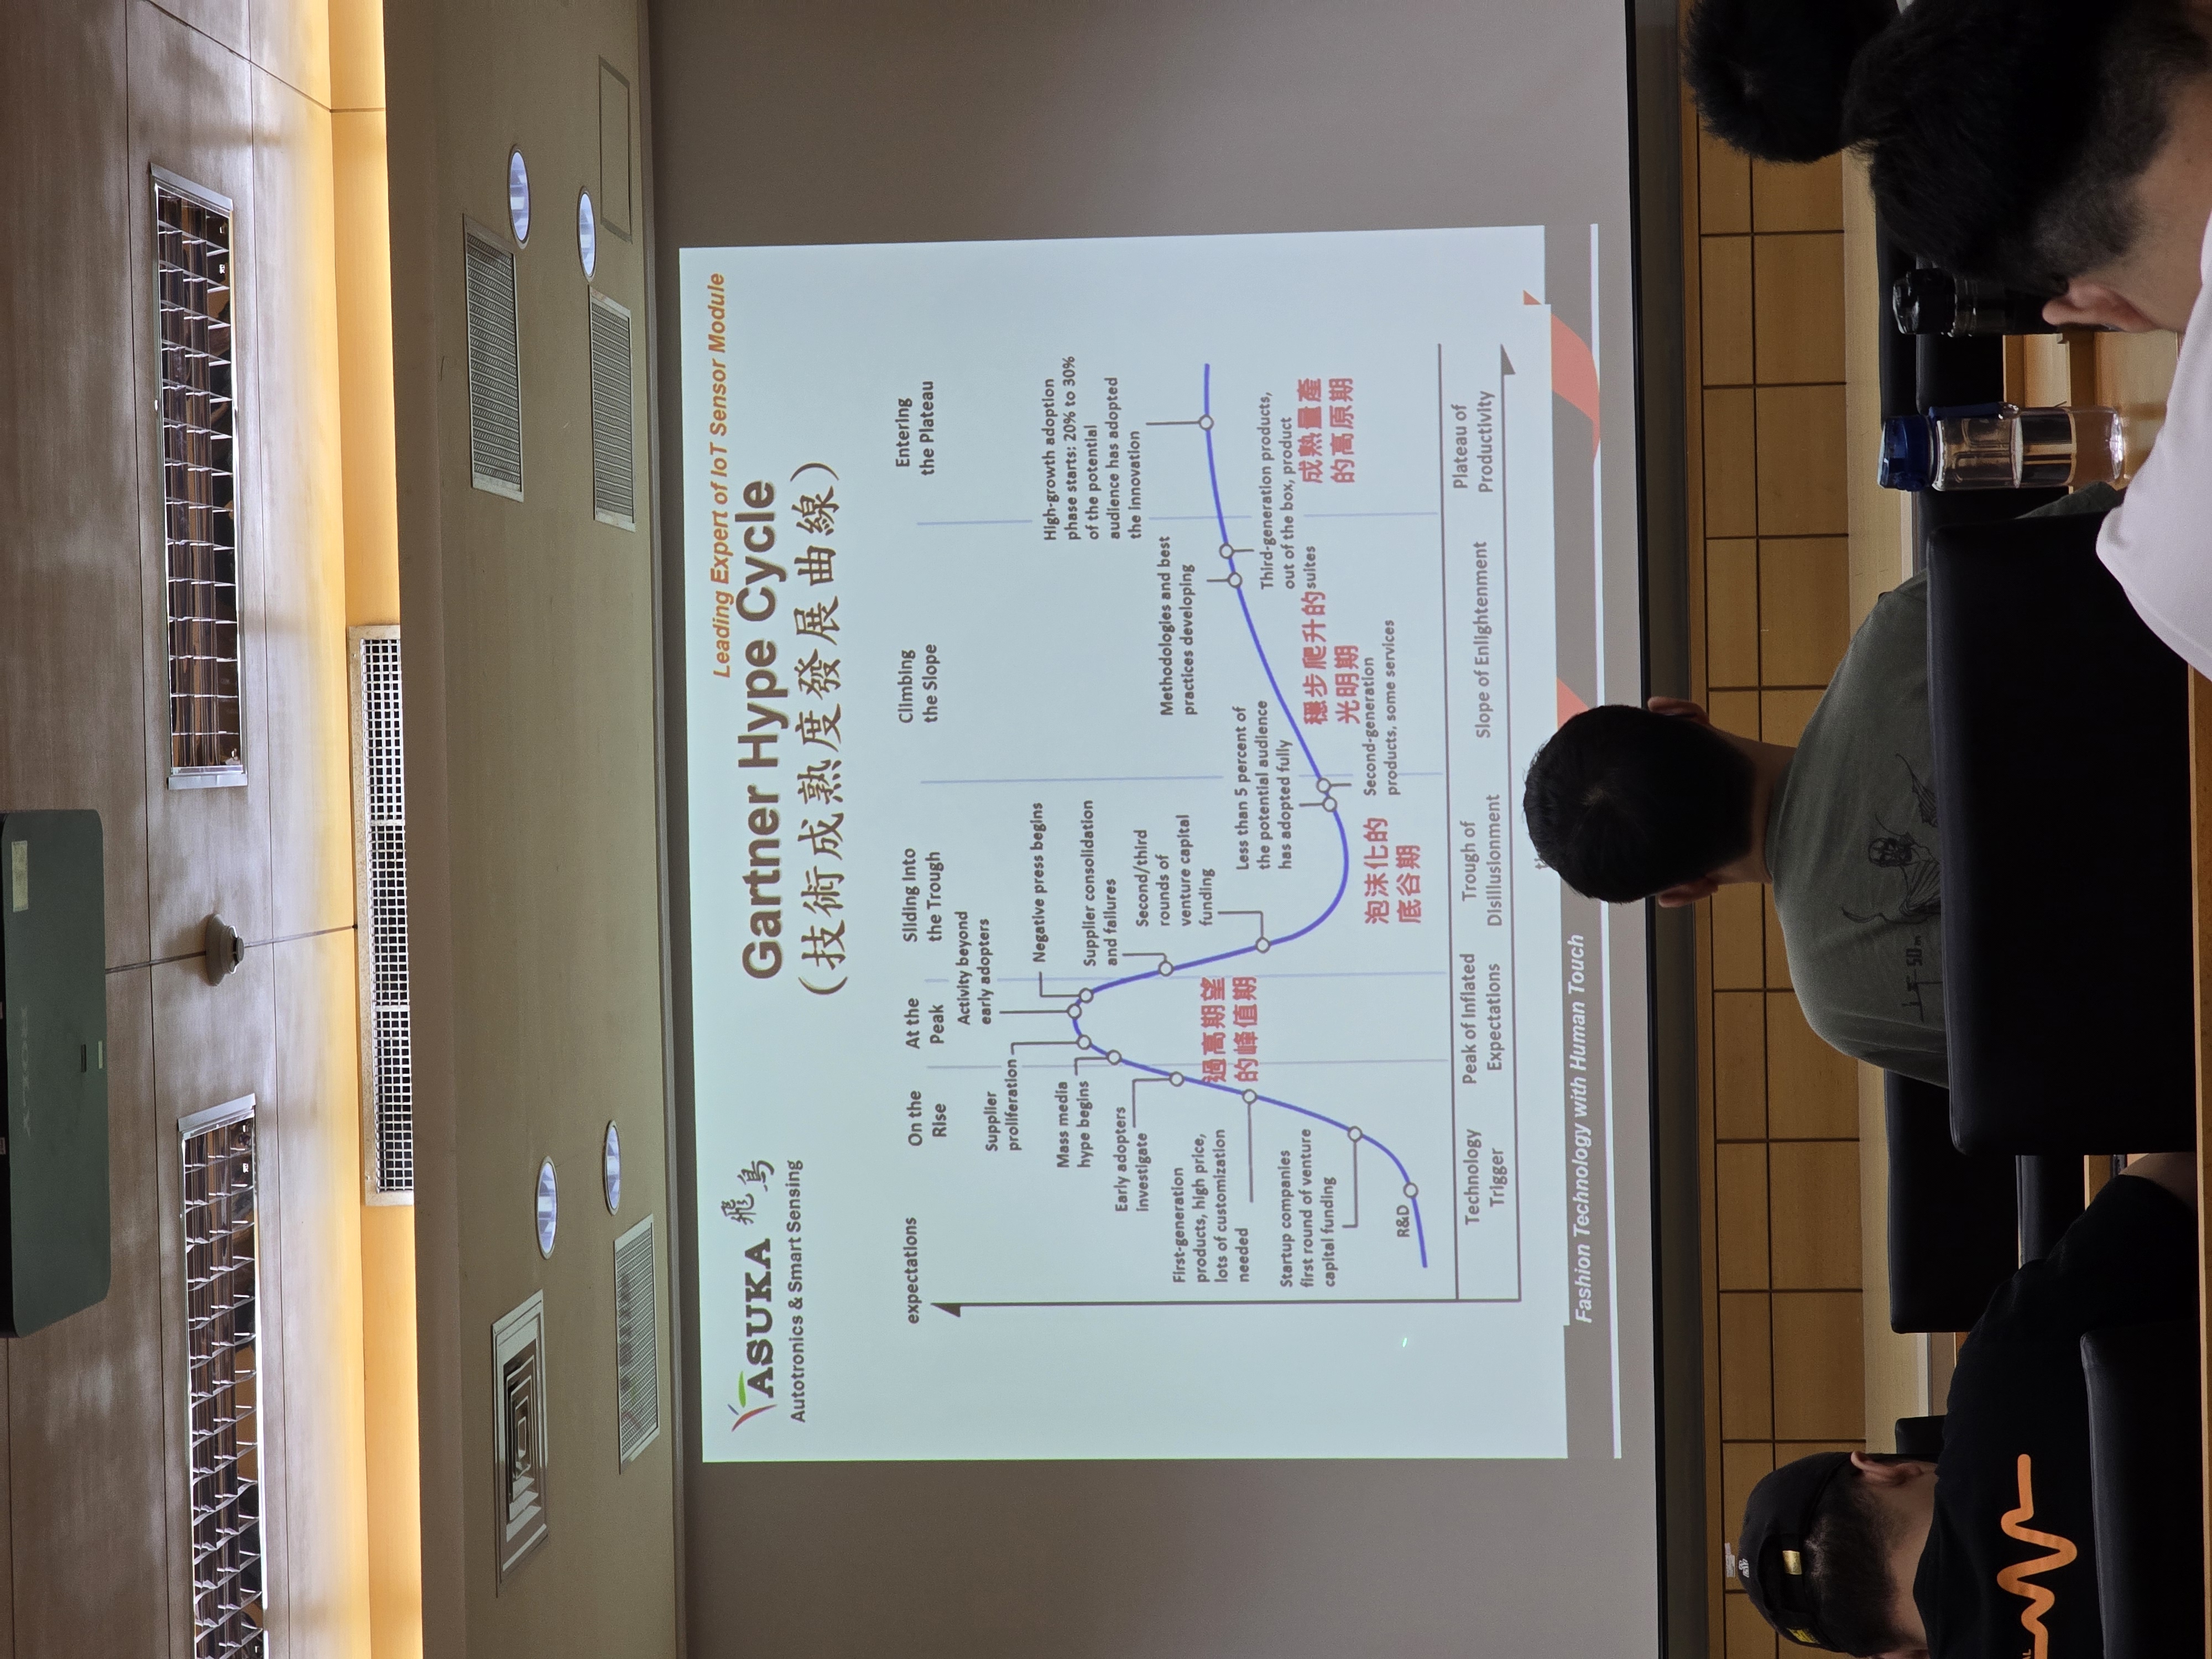 Leading Expert of IoT Sensor Module
ASUKA 飛鳥
Autotronics & Smart Sensing
Gartner Hype Cycle
(技術成熟度發展曲線)
expectations
On the
Rise
At the
Peak
Sliding Into
the Trough
Climbing
the Slope
Entering
the Plateau
Activity beyond
early adopters
Supplier
proliferation
Negative press begins
Mass media
hype begins
Supplier consolidation
and failures
Early adopters
investigate
Second/third
rounds of
venture capital
funding
High-growth adoption
phase starts: 20% to 30%
of the potential
audience has adopted
the innovation
First-generation
products, high price,
lots of customization
needed
過高期望
的峰值期
Methodologies and best
practices developing
Less than 5 percent of
the potential audience
has adopted fully
Startup companies
first round of venture
capital funding
Third-generation products,
out of the box, product
suites
穩步爬升的
光明期
成熟量產
的高原期
泡沫化的
底谷期
Second-generation
products, some services
R&D
Technology
Trigger
Peak of Inflated
Expectations
Trough of
Disillusionment
Slope of Enlightenment
Plateau of
Productivity
Fashion Technology with Human Touch
50m